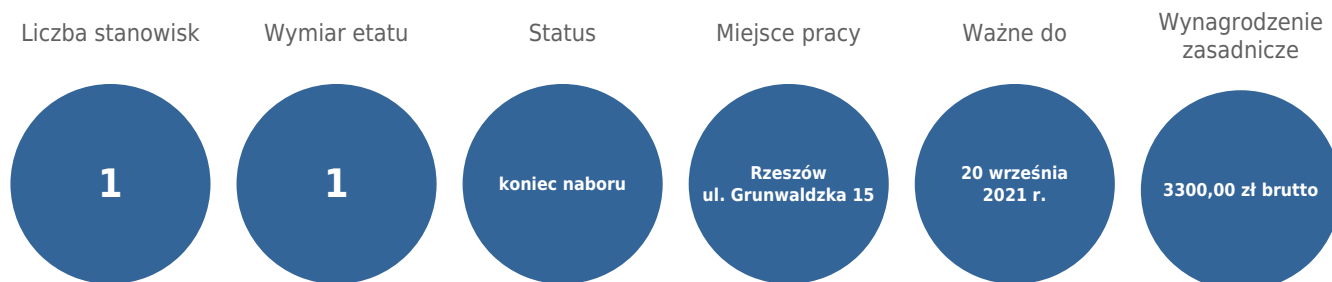 Liczba stanowisk
1
Wymiar etatu
1
Status
koniec naboru
Miejsce pracy
Rzeszów
ul. Grunwaldzka 15
Ważne do
20 września
2021 r.
Wynagrodzenie
zasadnicze
3300,00 zł brutto